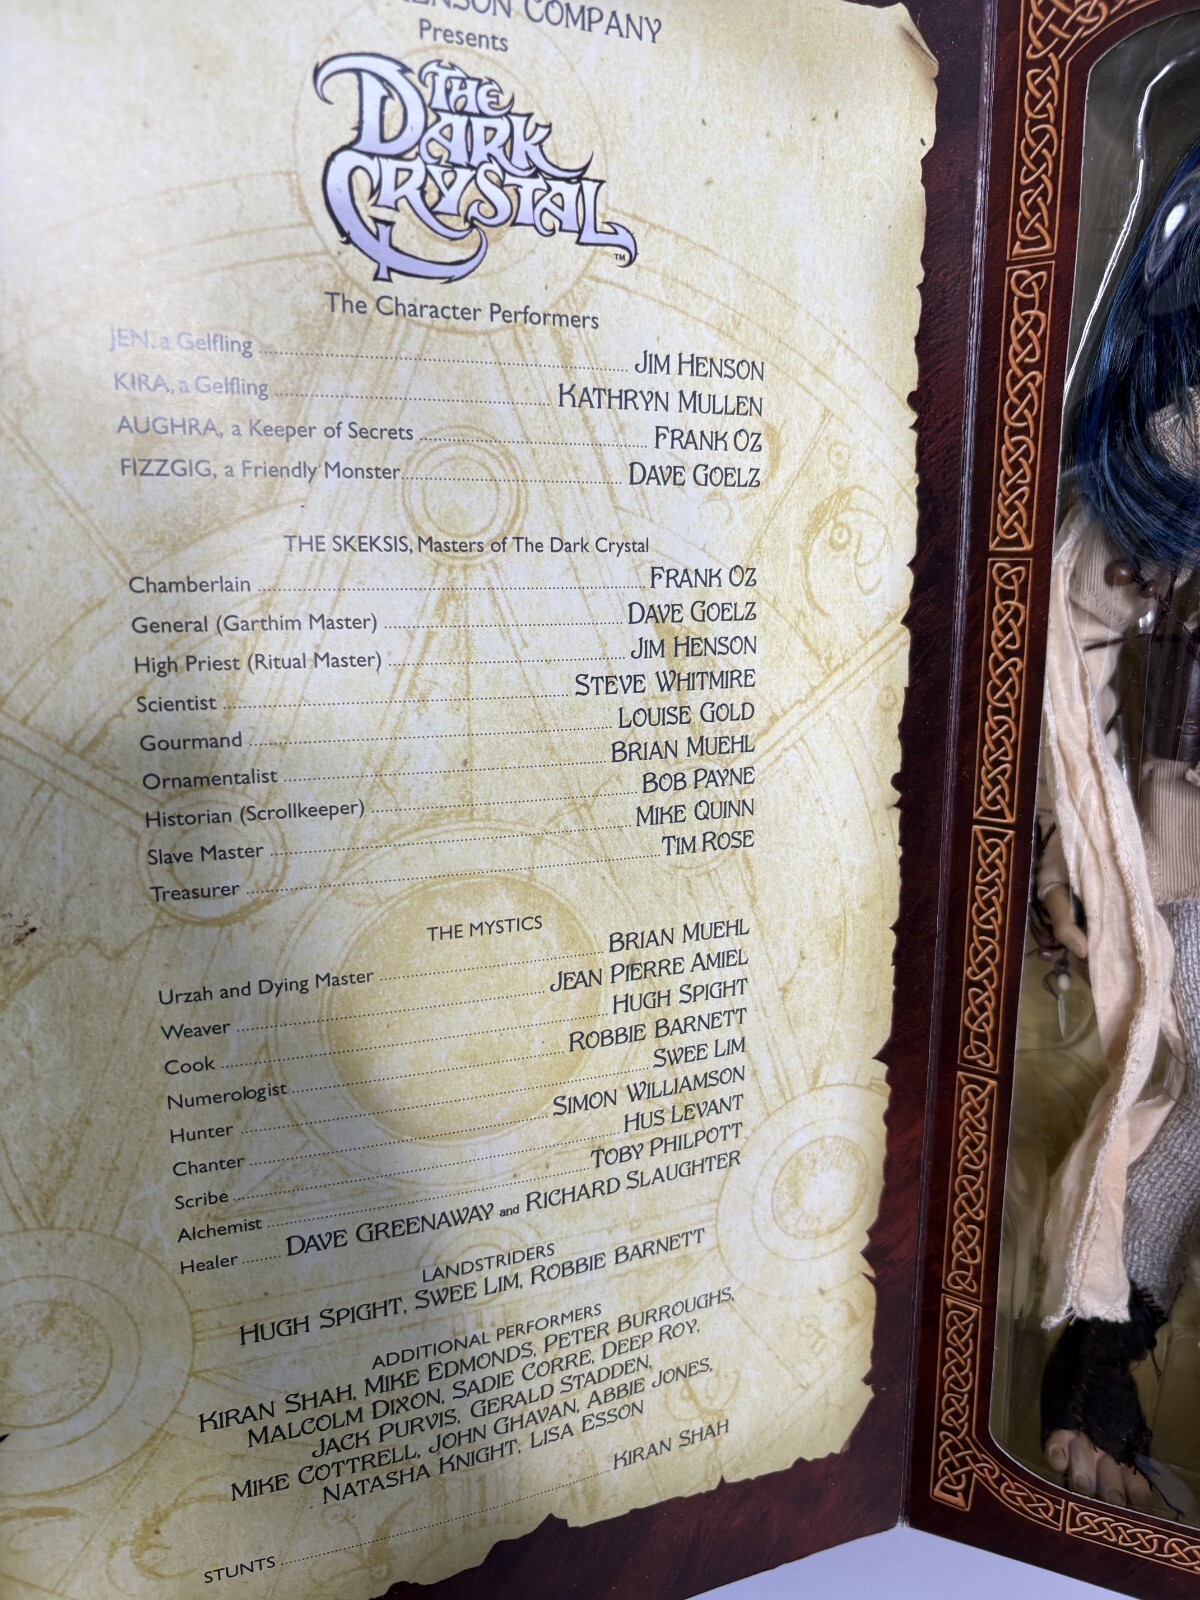 ENSON COMPANY
Presents
THE
DARK
CRYSTAL
TM
The Character Performers
JEN, a Gelfling ........ JIM HENSON
KIRA, a Gelfling ........ KATHRYN MULLEN
AUGHRA, a Keeper of Secrets ........ FRANK OZ
FIZZGIG, a Friendly Monster ........ DAVE GOELZ
THE SKEKSIS, Masters of The Dark Crystal
Chamberlain ........ FRANK OZ
General (Garthim Master) ........ DAVE GOELZ
High Priest (Ritual Master) ........ JIM HENSON
Scientist ........ STEVE WHITMIRE
Gourmand ........ LOUISE GOLD
Ornamentalist ........ BRIAN MUEHL
Historian (Scrollkeeper) ........ BOB PAYNE
Slave Master ........ MIKE QUINN
Treasurer ........ TIM ROSE
THE MYSTICS
Urzah and Dying Master ........ BRIAN MUEHL
Weaver ........ JEAN PIERRE AMIEL
Cook ........ HUGH SPIGHT
Numerologist ........ ROBBIE BARNETT
Hunter ........ SWEE LIM
Chanter ........ SIMON WILLIAMSON
Scribe ........ HUS LEVANT
Alchemist ........ TOBY PHILPOTT
Healer ........ DAVE GREENAWAY and RICHARD SLAUGHTER
LANDSTRIDERS
HUGH SPIGHT, SWEE LIM, ROBBIE BARNETT
ADDITIONAL PERFORMERS
KIRAN SHAH, MIKE EDMONDS, PETER BURROUGHS,
MALCOLM DIXON, SADIE CORRE, DEEP ROY,
JACK PURVIS, GERALD STADDEN,
MIKE COTTRELL, JOHN GHAVAN, ABBIE JONES,
NATASHA KNIGHT, LISA ESSON
STUNTS ........ KIRAN SHAH